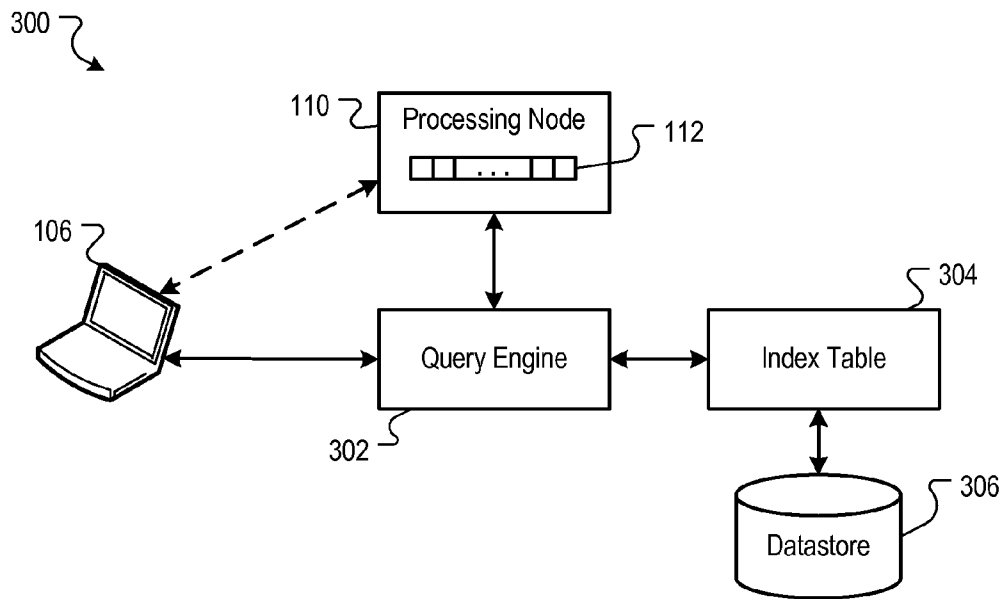 300
110
Processing Node
112
...
106
304
Query Engine
Index Table
302
306
Datastore